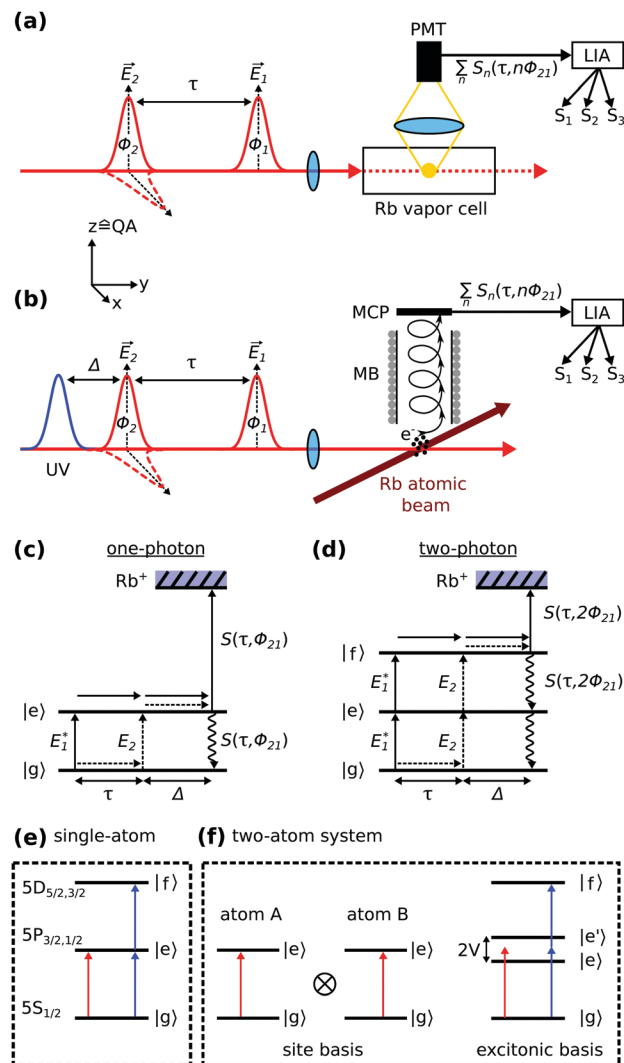 (a)
PMT
E⃗₂
τ
E⃗₁
∑ₙ Sₙ(τ,nΦ₂₁)
LIA
S₁ S₂ S₃
Φ₂
Φ₁
Rb vapor cell
z≙QA
y
x
(b)
MCP
∑ₙ Sₙ(τ,nΦ₂₁)
LIA
S₁ S₂ S₃
Δ
E⃗₂
τ
E⃗₁
MB
Φ₂
Φ₁
e⁻
UV
Rb atomic
beam
(c)
one-photon
Rb⁺
S(τ,Φ₂₁)
|e⟩
E₁*
E₂
S(τ,Φ₂₁)
|g⟩
τ
Δ
(d)
two-photon
Rb⁺
S(τ,2Φ₂₁)
|f⟩
E₁*
E₂
S(τ,2Φ₂₁)
|e⟩
E₁*
E₂
S(τ,2Φ₂₁)
|g⟩
τ
Δ
(e) single-atom
5D₅/₂,₃/₂
|f⟩
5P₃/₂,₁/₂
|e⟩
5S₁/₂
|g⟩
(f) two-atom system
|f⟩
atom A
atom B
|e⟩
|e⟩
2V
|e'⟩
|e⟩
⊗
|g⟩
|g⟩
|g⟩
site basis
excitonic basis